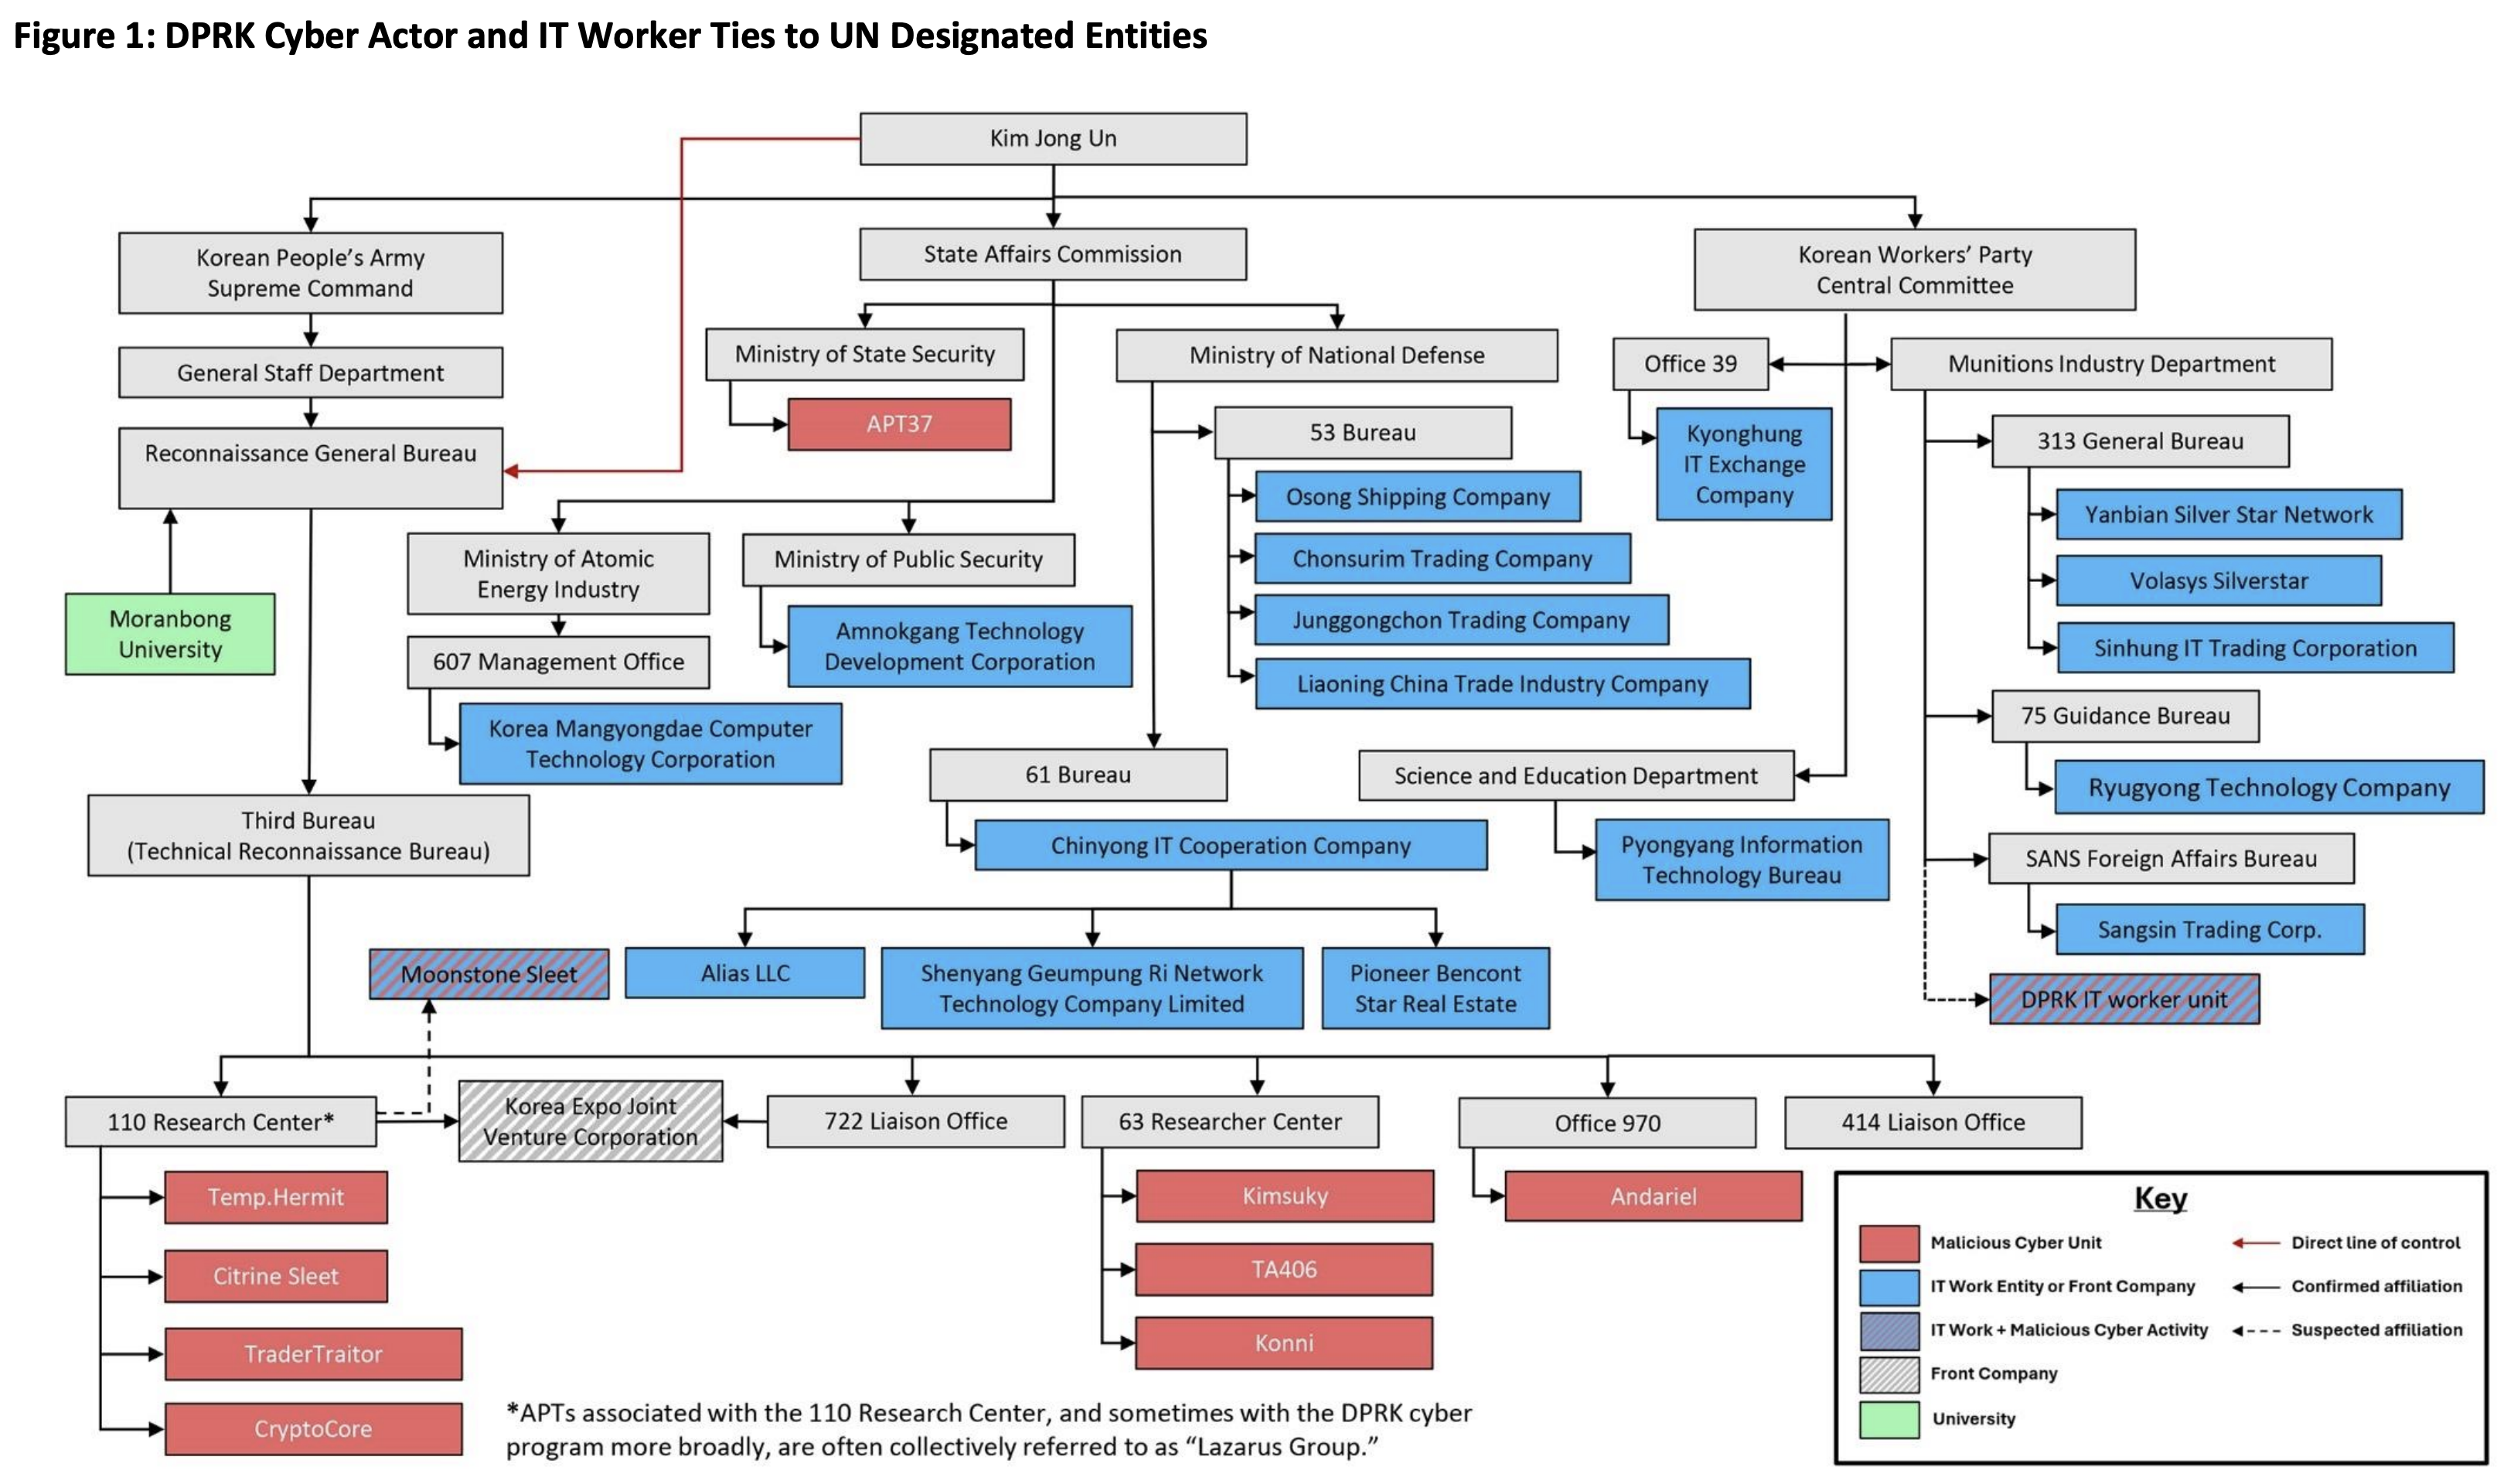 Figure 1: DPRK Cyber Actor and IT Worker Ties to UN Designated Entities
Kim Jong Un
Korean People’s Army
Supreme Command
State Affairs Commission
Korean Workers’ Party
Central Committee
General Staff Department
Ministry of State Security
Ministry of National Defense
Office 39
Munitions Industry Department
Reconnaissance General Bureau
APT37
53 Bureau
Kyonghung
IT Exchange
Company
313 General Bureau
Osong Shipping Company
Yanbian Silver Star Network
Moranbong
University
Ministry of Atomic
Energy Industry
Ministry of Public Security
Chonsurim Trading Company
Volasys Silverstar
607 Management Office
Amnokgang Technology
Development Corporation
Junggongchon Trading Company
Sinhung IT Trading Corporation
Liaoning China Trade Industry Company
Korea Mangyongdae Computer
Technology Corporation
75 Guidance Bureau
61 Bureau
Science and Education Department
Ryugyong Technology Company
Third Bureau
(Technical Reconnaissance Bureau)
Chinyong IT Cooperation Company
Pyongyang Information
Technology Bureau
SANS Foreign Affairs Bureau
Sangsin Trading Corp.
Moonstone Sleet
Alias LLC
Shenyang Geumpung Ri Network
Technology Company Limited
Pioneer Bencont
Star Real Estate
DPRK IT worker unit
110 Research Center*
Korea Expo Joint
Venture Corporation
722 Liaison Office
63 Researcher Center
Office 970
414 Liaison Office
Temp.Hermit
Citrine Sleet
TraderTraitor
CryptoCore
Kimsuky
TA406
Konni
Andariel
*APTs associated with the 110 Research Center, and sometimes with the DPRK cyber
program more broadly, are often collectively referred to as “Lazarus Group.”
Key
Malicious Cyber Unit
Direct line of control
IT Work Entity or Front Company
Confirmed affiliation
IT Work + Malicious Cyber Activity
Suspected affiliation
Front Company
University